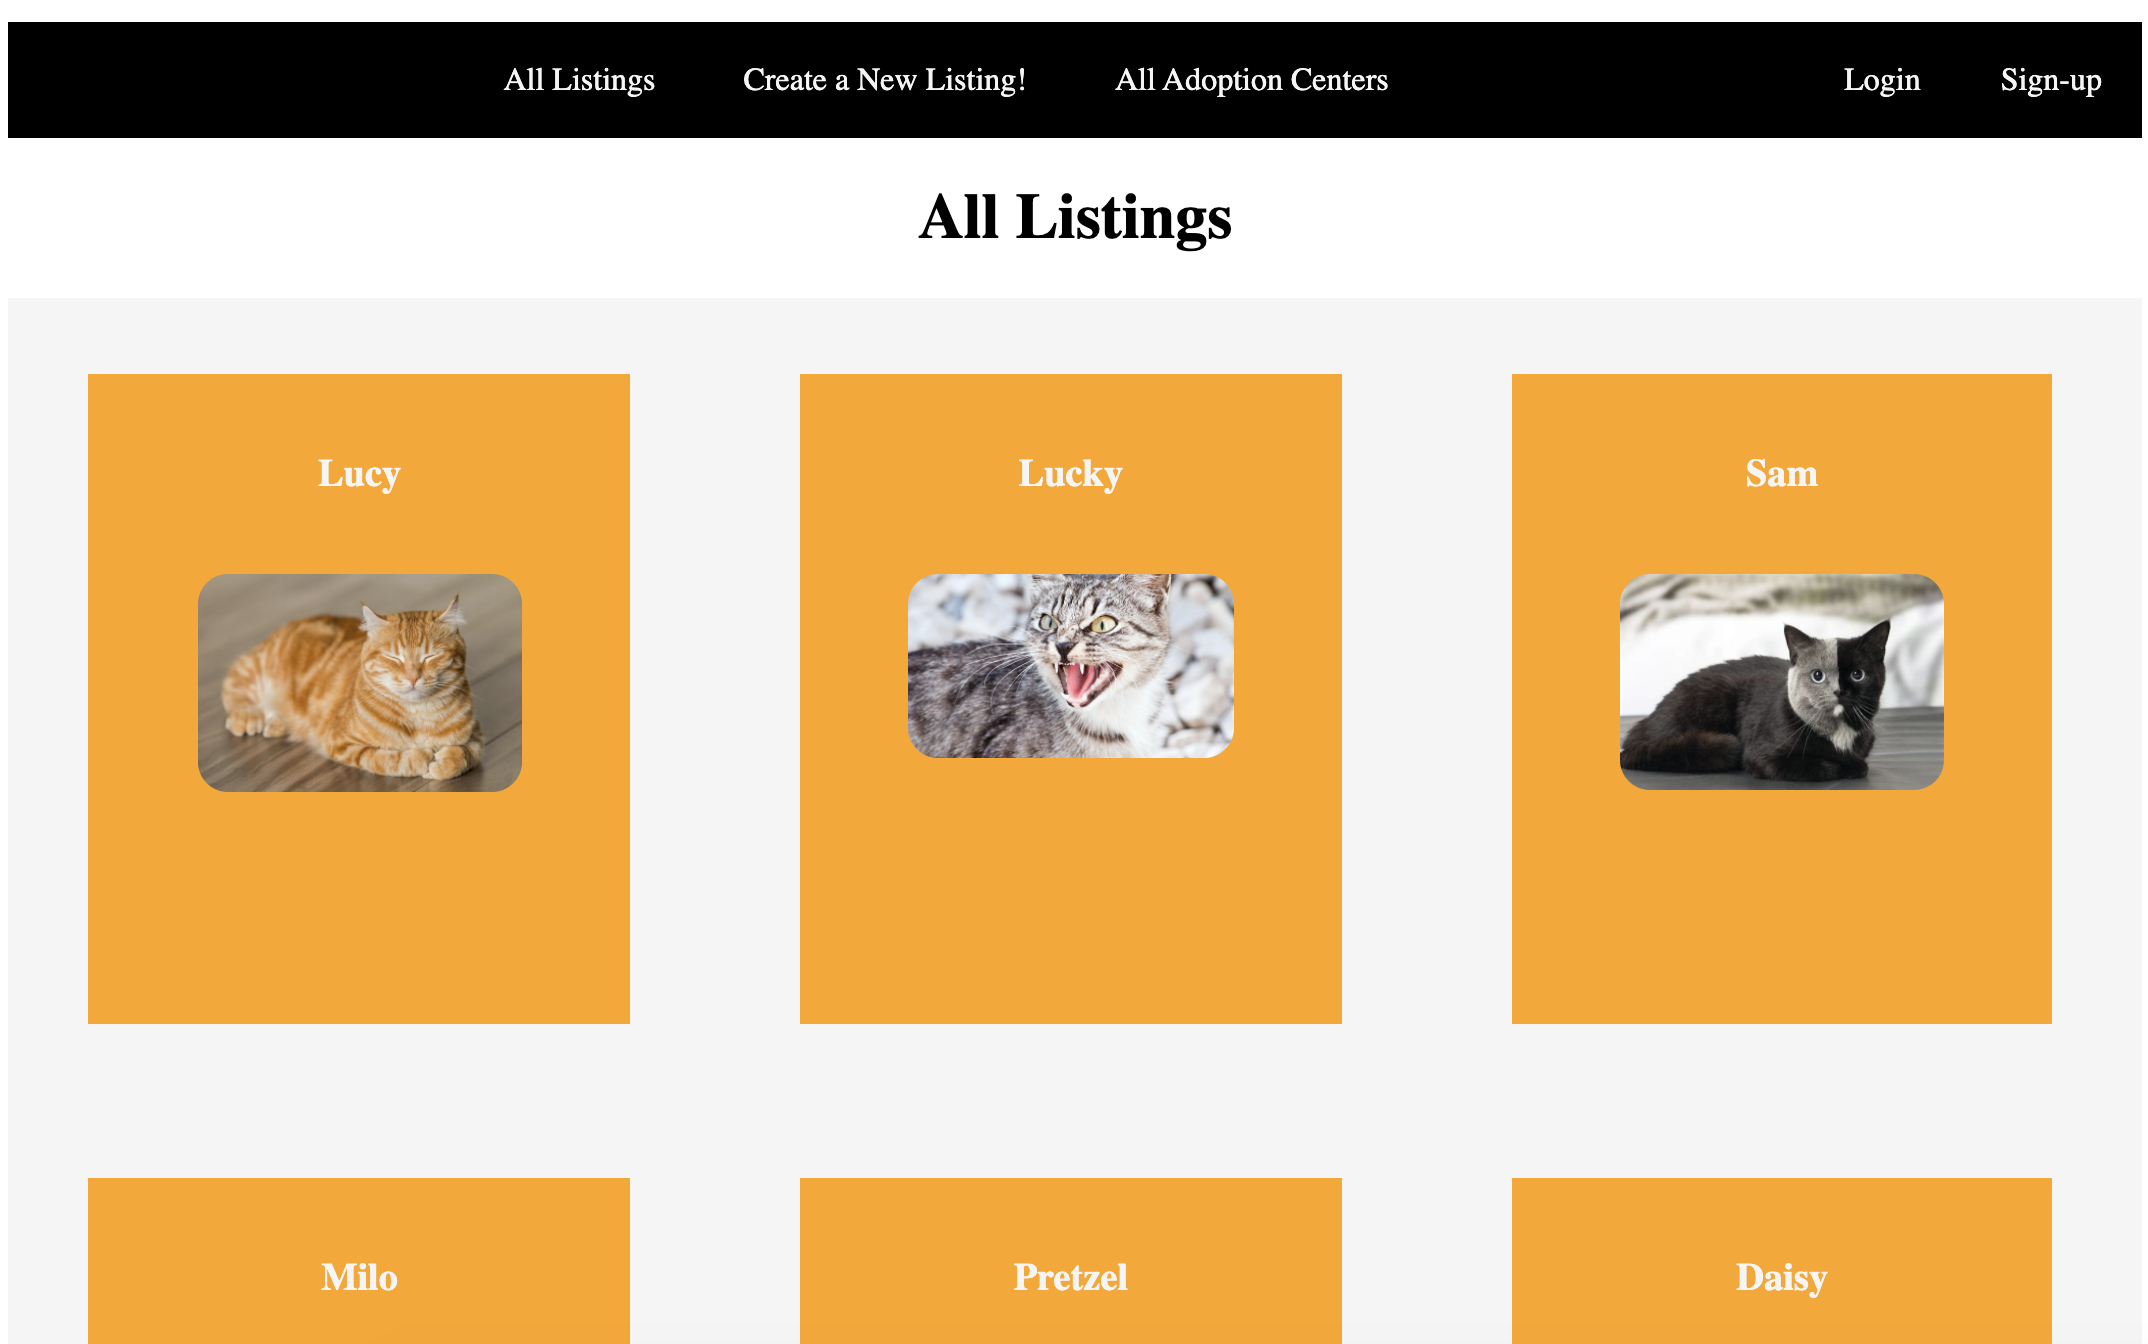 All Listings Create a New Listing! All Adoption Centers Login Sign-up
All Listings
Lucy Lucky Sam
Milo Pretzel Daisy